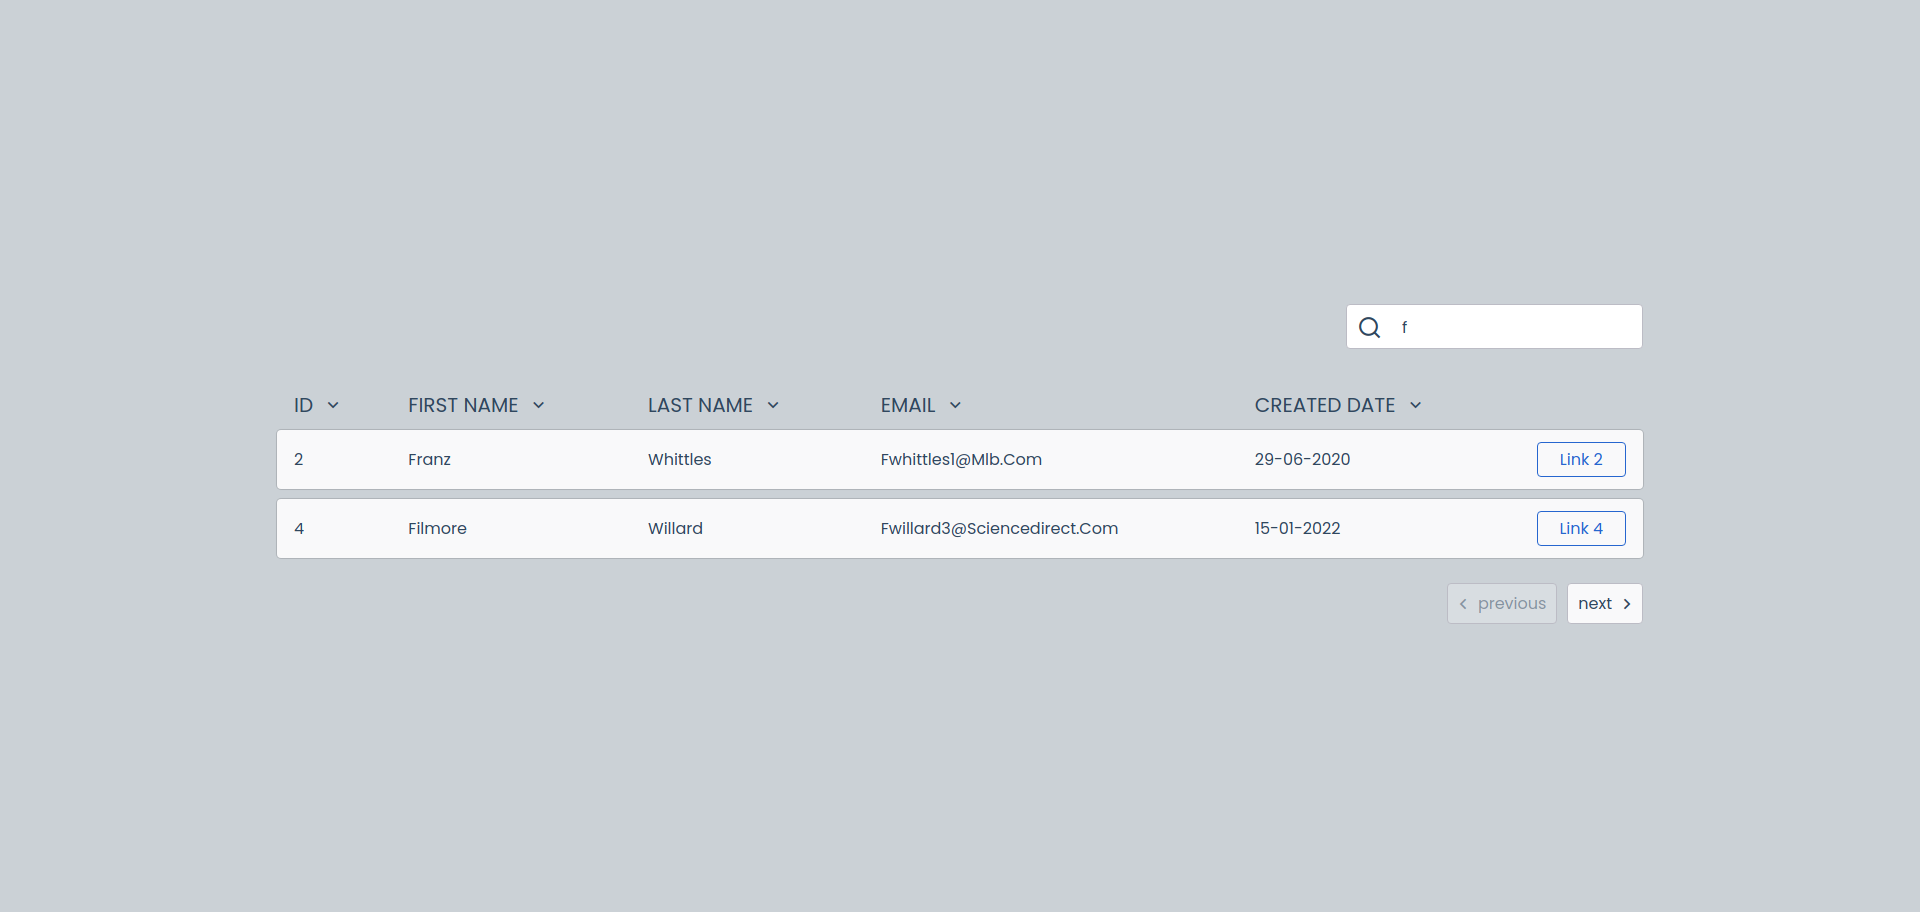 f
ID FIRST NAME LAST NAME EMAIL CREATED DATE
2 Franz Whittles Fwhittles1@Mlb.Com 29-06-2020 Link 2
4 Filmore Willard Fwillard3@Sciencedirect.Com 15-01-2022 Link 4
previous next